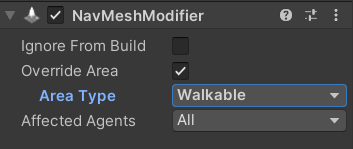 NavMeshModifier
Ignore From Build
Override Area
Area Type Walkable
Affected Agents All